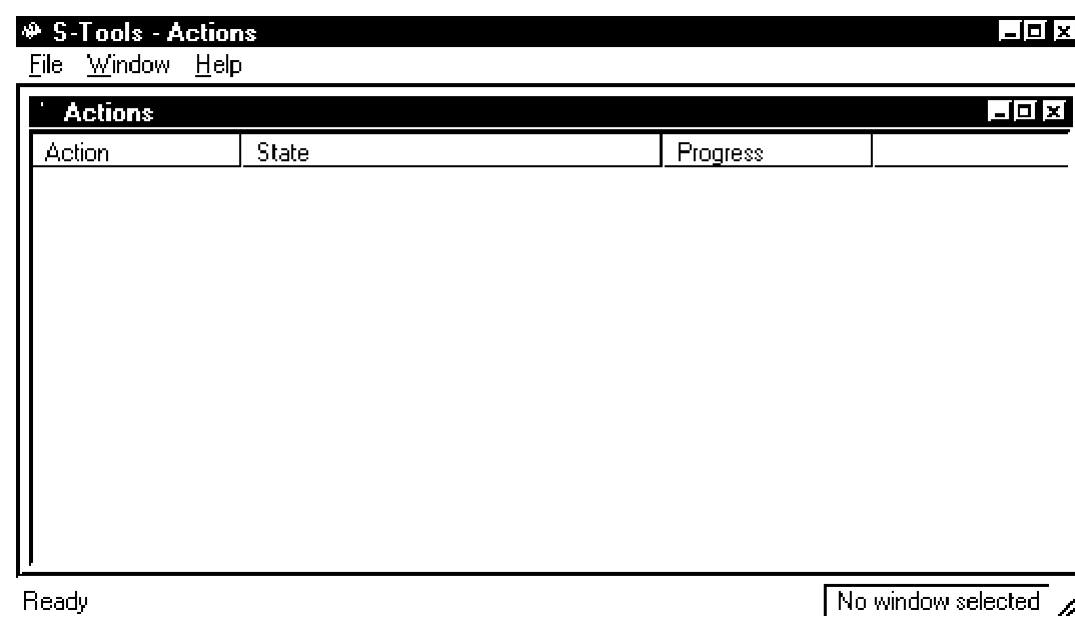 S-Tools - Actions
File Window Help
Actions
Action State Progress
Ready No window selected